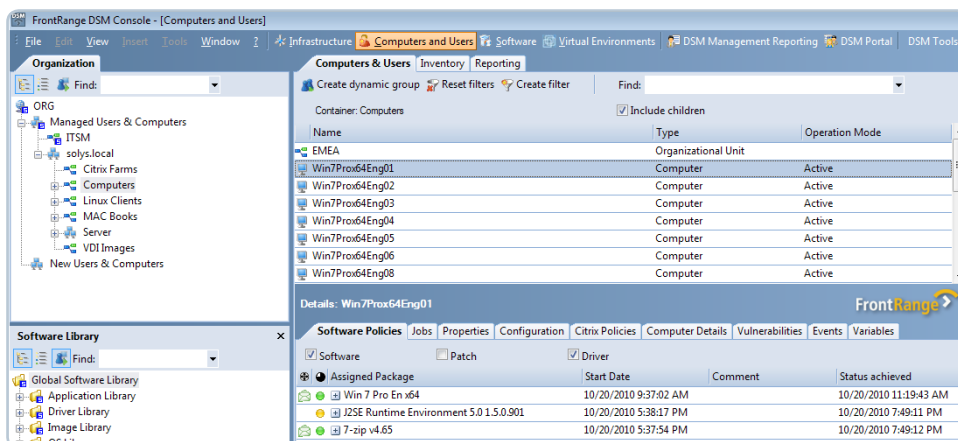 DSM FrontRange DSM Console - [Computers and Users]
File Edit View Insert Tools Window ? Infrastructure Computers and Users Software Virtual Environments DSM Management Reporting DSM Portal DSM Tools
Organization
Find:
ORG
Managed Users & Computers
ITSM
solys.local
Citrix Farms
Computers
Linux Clients
MAC Books
Server
VDI Images
New Users & Computers
Software Library x
Find:
Global Software Library
Application Library
Driver Library
Image Library
Computers & Users Inventory Reporting
Create dynamic group Reset filters Create filter Find:
Container: Computers Include children
Name Type Operation Mode
EMEA Organizational Unit
Win7Prox64Eng01 Computer Active
Win7Prox64Eng02 Computer Active
Win7Prox64Eng03 Computer Active
Win7Prox64Eng04 Computer Active
Win7Prox64Eng05 Computer Active
Win7Prox64Eng06 Computer Active
Win7Prox64Eng08 Computer Active
Details: Win7Prox64Eng01 FrontRange
Software Policies Jobs Properties Configuration Citrix Policies Computer Details Vulnerabilities Events Variables
Software Patch Driver
Assigned Package Start Date Comment Status achieved
Win 7 Pro En x64 10/20/2010 9:37:02 AM 10/20/2010 11:19:43 AM
J2SE Runtime Environment 5.0 1.5.0.901 10/20/2010 5:38:17 PM 10/20/2010 7:49:11 PM
7-zip v4.65 10/20/2010 5:37:54 PM 10/20/2010 7:49:12 PM